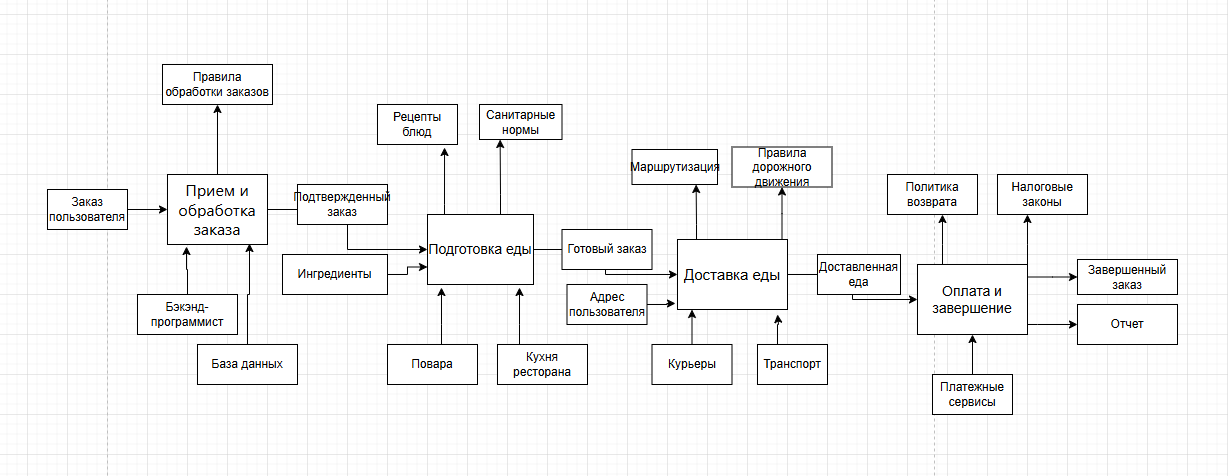 Правила
обработки заказов
Рецепты
блюд
Санитарные
нормы
Маршрутизация
Правила
дорожного
движения
Политика
возврата
Налоговые
законы
Заказ
пользователя
Прием и
обработка
заказа
Подтвержденный
заказ
Подготовка еды
Готовый заказ
Ингредиенты
Доставка еды
Адрес
пользователя
Доставленная
еда
Оплата и
завершение
Завершенный
заказ
Отчет
Бэкэнд-
программист
База данных
Повара
Кухня
ресторана
Курьеры
Транспорт
Платежные
сервисы